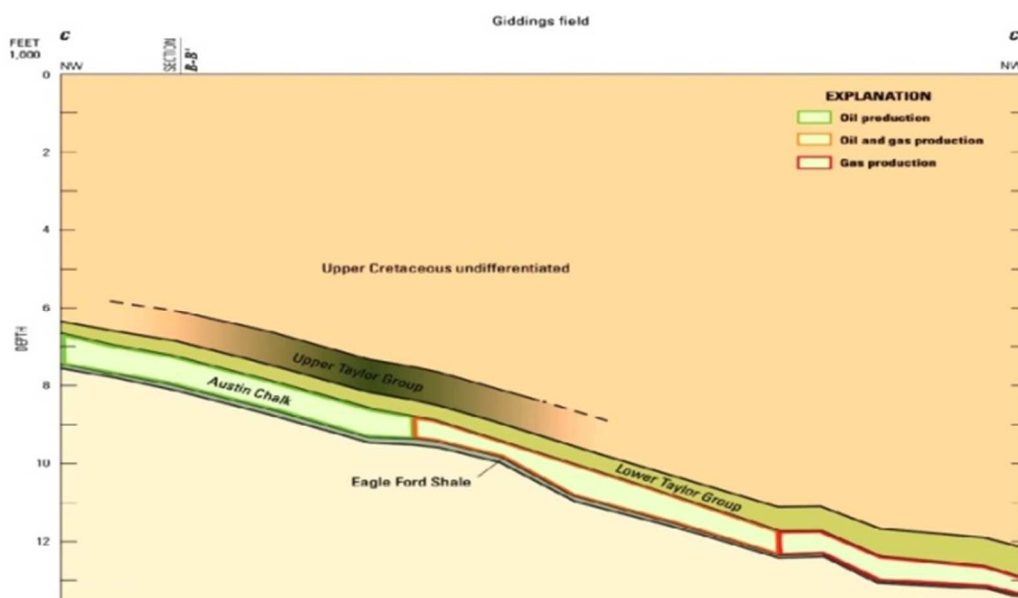 Giddings field
FEET
1,000
C
NW
SECTION
B-B'
C
NW
0
2
4
6
8
10
12
DEPTH
EXPLANATION
Oil production
Oil and gas production
Gas production
Upper Cretaceous undifferentiated
Upper Taylor Group
Austin Chalk
Eagle Ford Shale
Lower Taylor Group